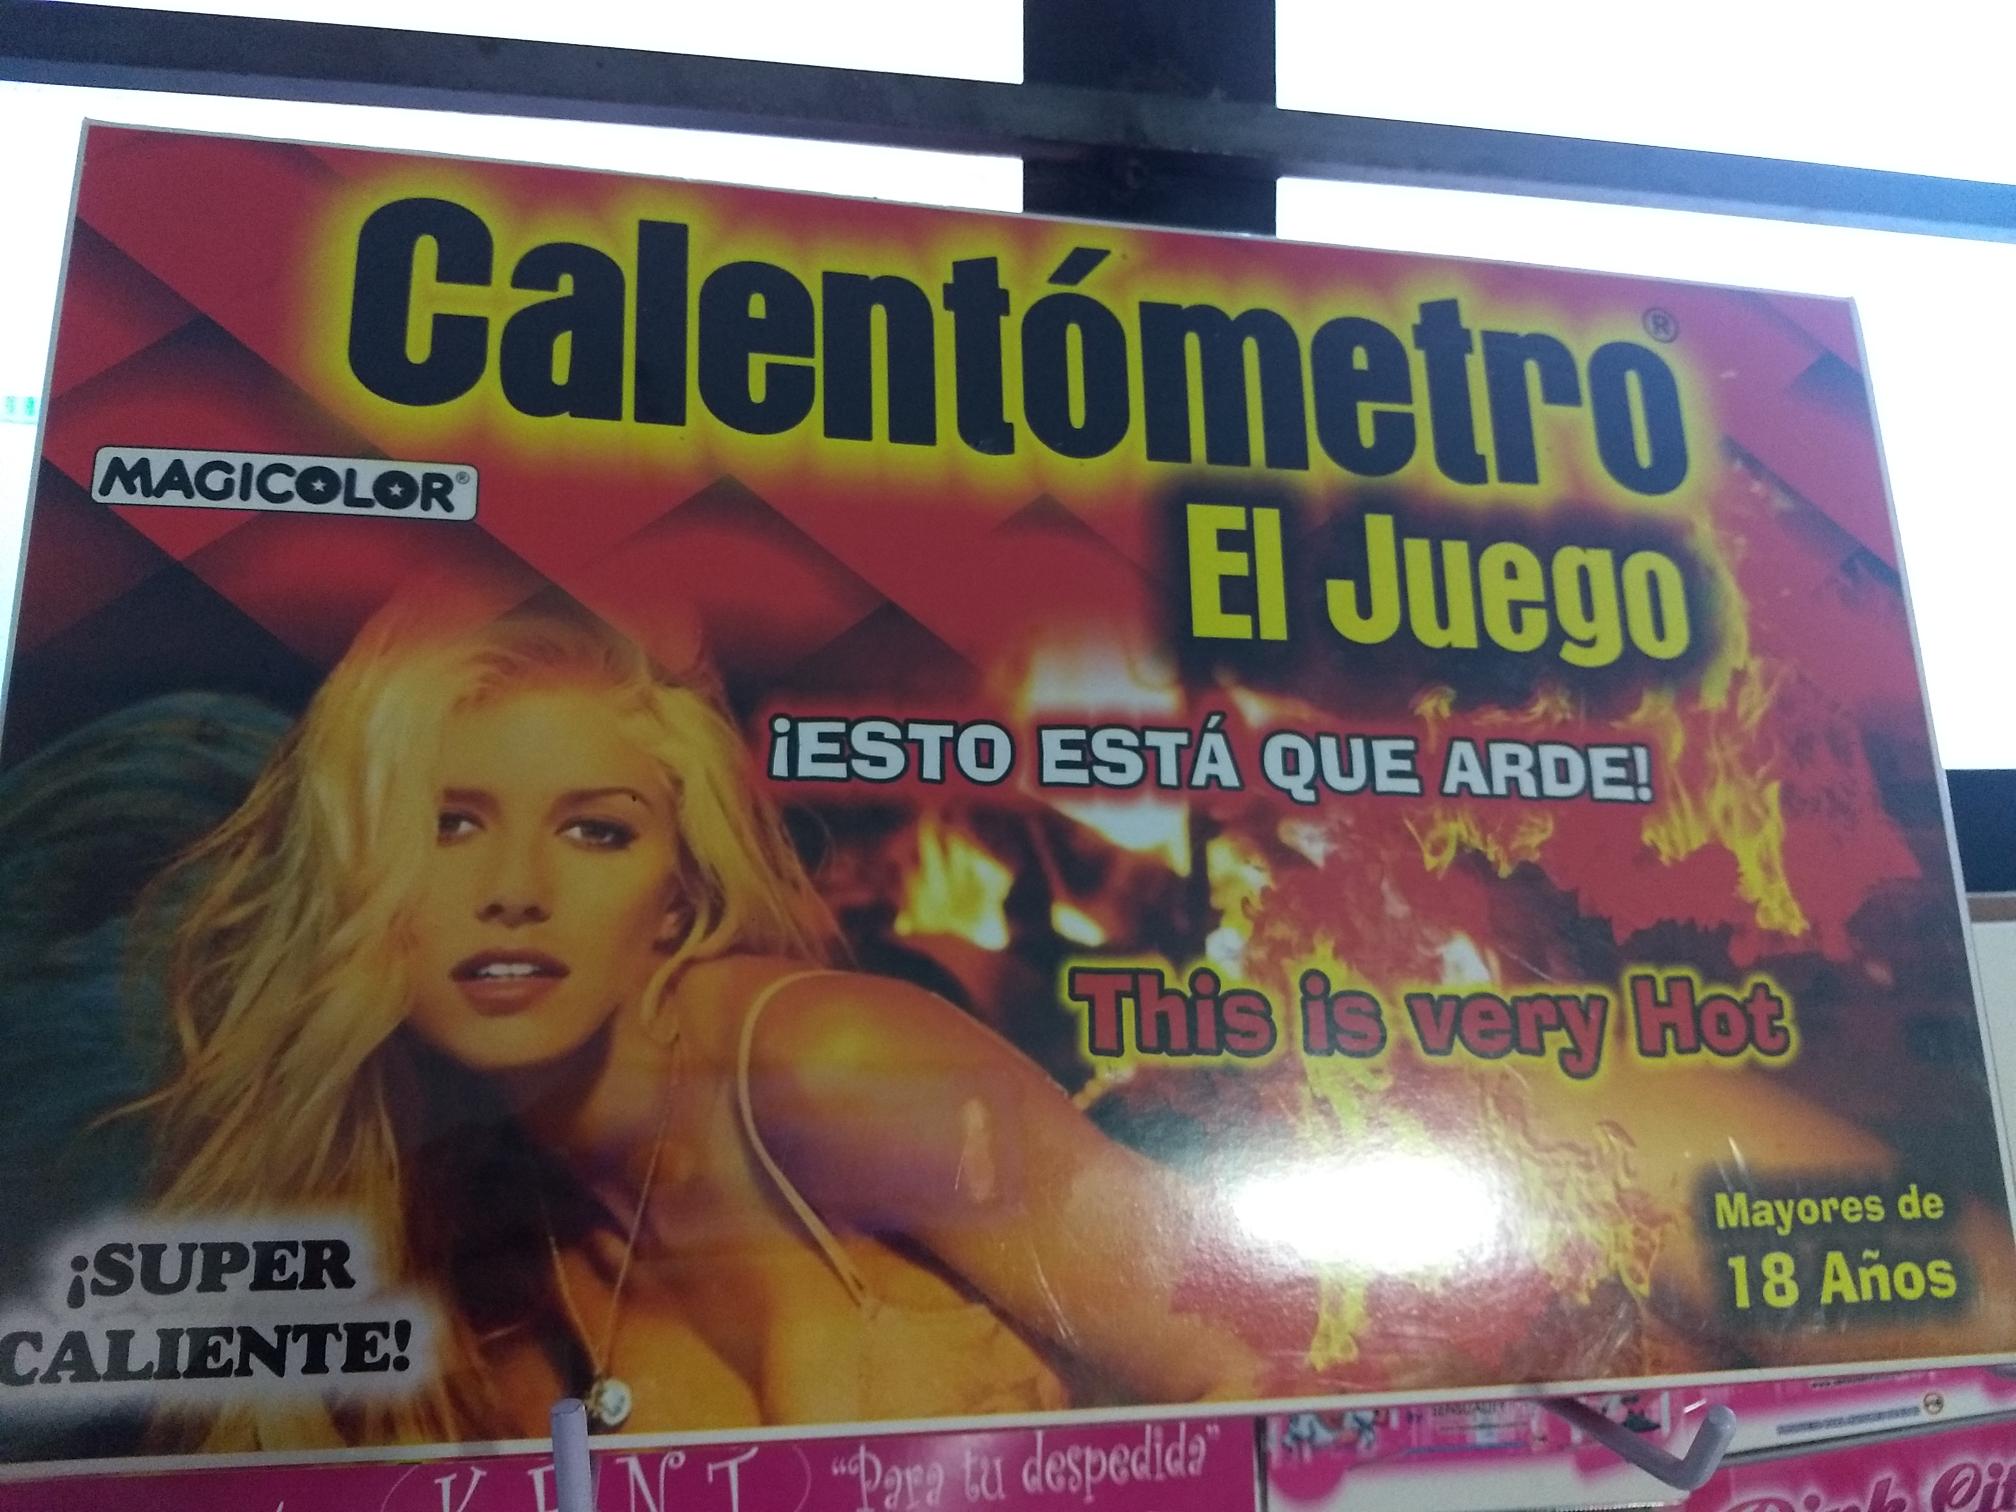 Calentómetro®
MAGICOLOR®
El Juego
¡ESTO ESTÁ QUE ARDE!
This is very Hot
Mayores de
18 Años
¡SUPER
CALIENTE!
"Para tu despedida"